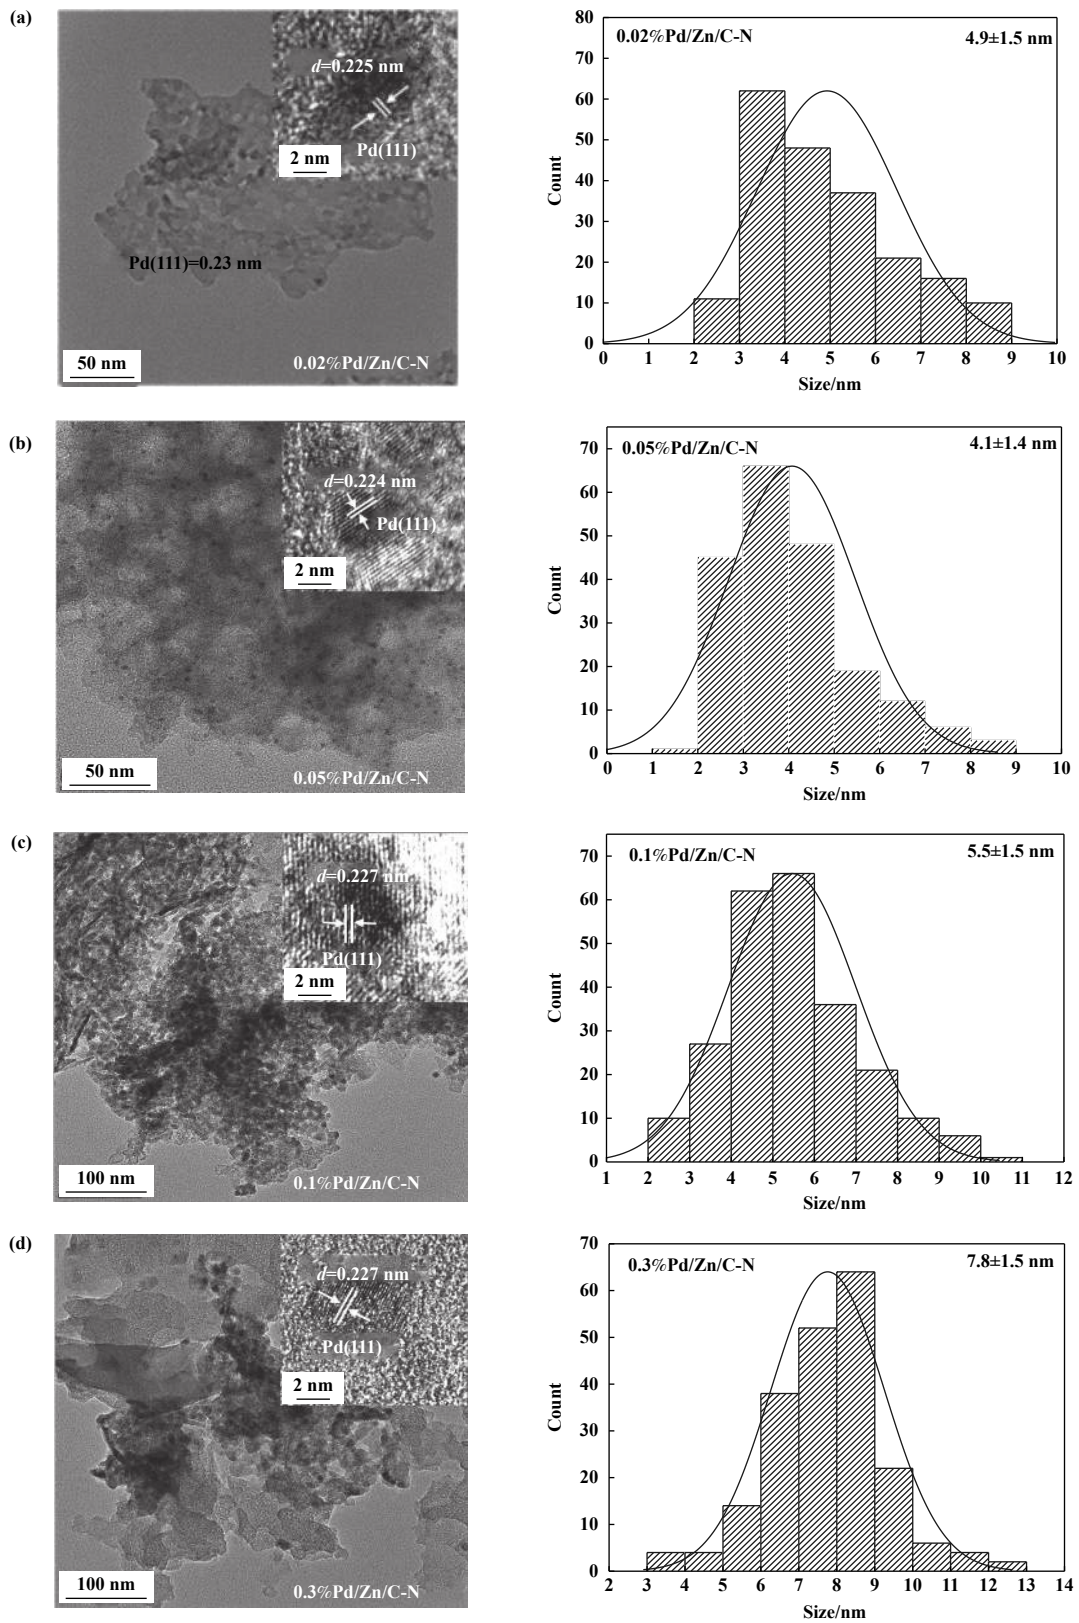 (a)
d=0.225 nm
Pd(111)
2 nm
Pd(111)=0.23 nm
50 nm
0.02%Pd/Zn/C-N
0.02%Pd/Zn/C-N 4.9±1.5 nm
80
70
60
50
40
30
20
10
0
Count
0 1 2 3 4 5 6 7 8 9 10
Size/nm
(b)
d=0.224 nm
Pd(111)
2 nm
50 nm
0.05%Pd/Zn/C-N
0.05%Pd/Zn/C-N 4.1±1.4 nm
70
60
50
40
30
20
10
0
Count
0 1 2 3 4 5 6 7 8 9 10
Size/nm
(c)
d=0.227 nm
Pd(111)
2 nm
100 nm
0.1%Pd/Zn/C-N
0.1%Pd/Zn/C-N 5.5±1.5 nm
70
60
50
40
30
20
10
0
Count
1 2 3 4 5 6 7 8 9 10 11 12
Size/nm
(d)
d=0.227 nm
Pd(111)
2 nm
100 nm
0.3%Pd/Zn/C-N
0.3%Pd/Zn/C-N 7.8±1.5 nm
70
60
50
40
30
20
10
0
Count
2 3 4 5 6 7 8 9 10 11 12 13 14
Size/nm